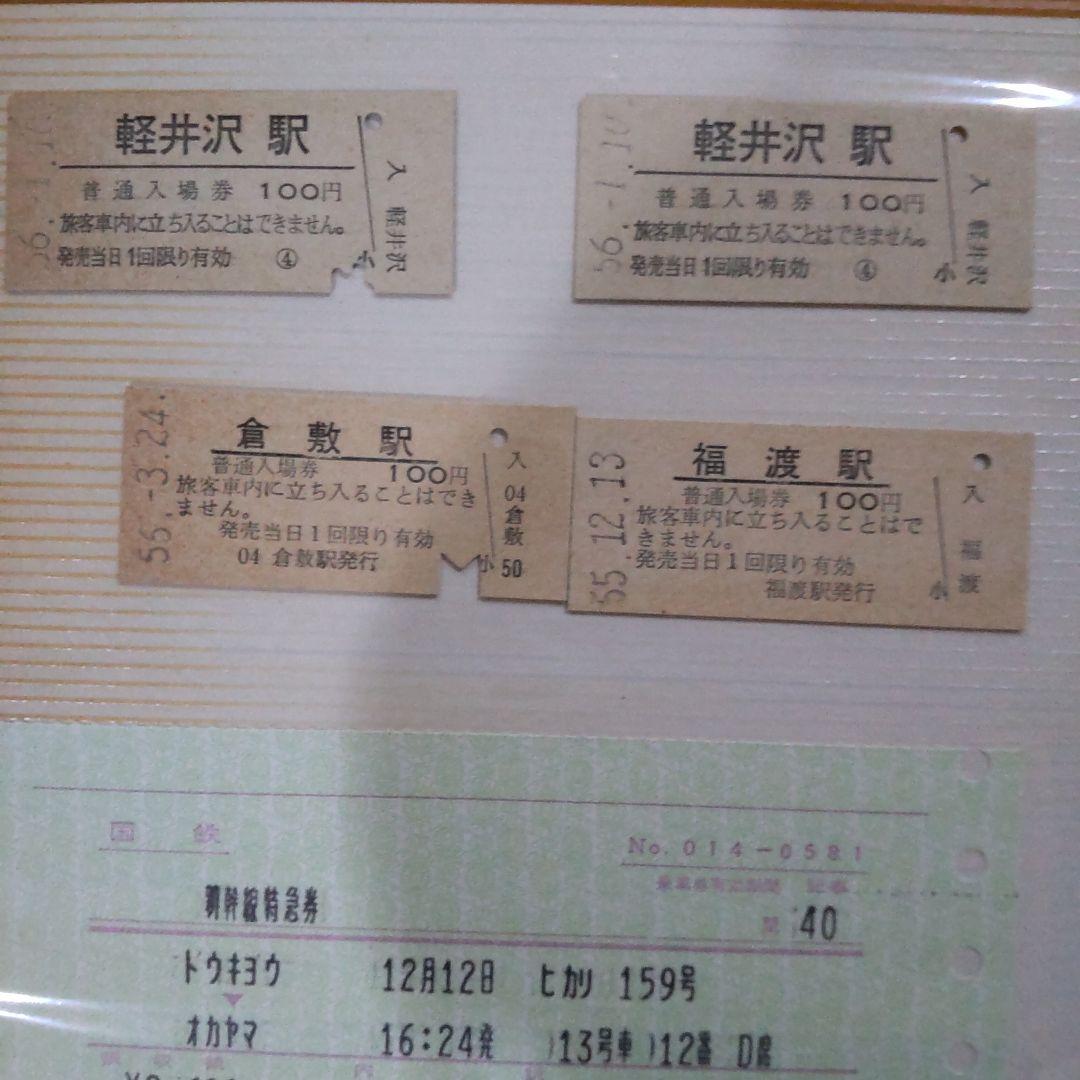 軽井沢駅
普通入場券 100円
旅客車内に立ち入ることはできません。
発売当日1回限り有効 ④
入 軽井沢
小
軽井沢駅
普通入場券 100円
旅客車内に立ち入ることはできません。
発売当日1回限り有効 ④
入 軽井沢
小
56.-1.10
56.-3.24.
倉敷駅
普通入場券 100円
旅客車内に立ち入ることはでき
ません。
発売当日1回限り有効
04 倉敷駅発行
入
04
倉敷
小 50
55.12.13
福渡駅
普通入場券 100円
旅客車内に立ち入ることはで
きません。
発売当日1回限り有効
福渡駅発行
入 福渡
小
国鉄
No.014-0581
新幹線特急券
40
トウキヨウ 12月12日 ヒカリ 159号
オカヤマ 16:24発 13号車 12番 D席